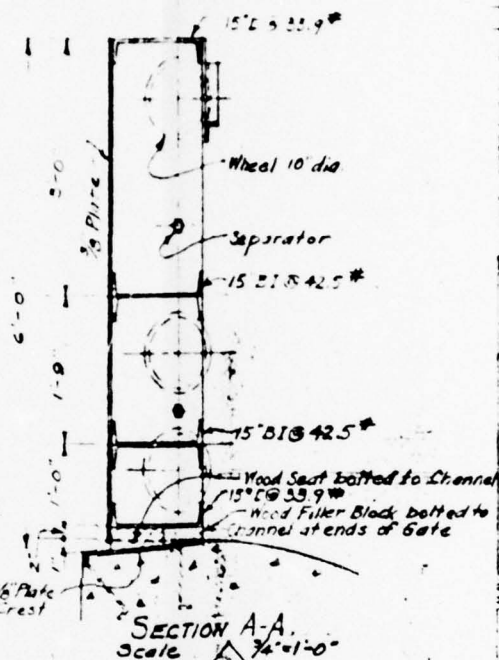 15"[ @ 33.9#
Wheel 10" dia.
Separator
3/8 Plate
3'-0
15" BI @ 42.5#
6'-0"
1'-9
15" BI @ 42.5#
1'-0"
Wood Seat bolted to Channel
15"[ @ 33.9#
Wood Filler Block bolted to
Channel at ends of Gate
Plate
SECTION A-A.
Scale 3/4"=1'-0"